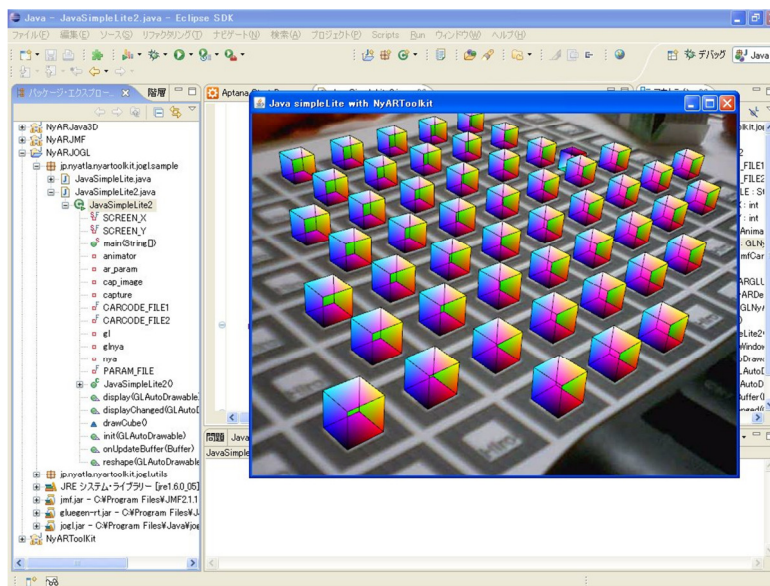 Java - JavaSimpleLite2.java - Eclipse SDK
ファイル(F) 編集(E) ソース(S) リファクタリング(T) ナビゲート(N) 検索(A) プロジェクト(P) Scripts Run ウィンドウ(W) ヘルプ(H)
デバッグ Java
パッケージ・エクスプロー... 階層
Java simpleLite with NyARToolkit
NyARJava3D
NyARJMF
NyARJOGL
jp.nyatla.nyartoolkit.jogl.sample
JavaSimpleLite.java
JavaSimpleLite2.java
JavaSimpleLite2
SCREEN_X
SCREEN_Y
main(String[])
animator
ar_param
cap_image
capture
CARCODE_FILE1
CARCODE_FILE2
gl
glnya
nya
PARAM_FILE
JavaSimpleLite2()
display(GLAutoDrawable)
displayChanged(GLAutoD
drawCube()
init(GLAutoDrawable)
onUpdateBuffer(Buffer)
reshape(GLAutoDrawable
jp.nyatla.nyartoolkit.jogl.utils
JRE システム・ライブラリー [jre1.6.0_05]
jmf.jar - C:¥Program Files¥JMF2.1.1
gluegen-rt.jar - C:¥Program Files¥J
jogl.jar - C:¥Program Files¥Java¥jog
NyARToolKit
問題 Java
JavaSimple
Hiro